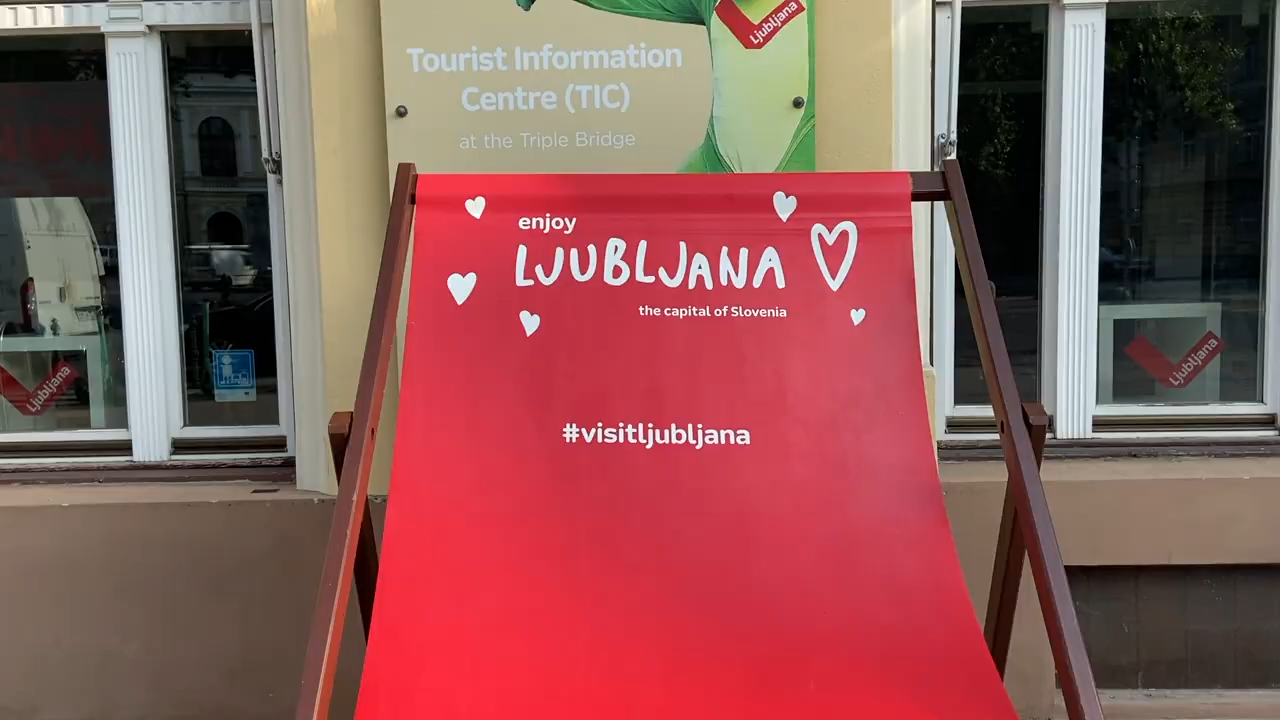 Ljubljana
Tourist Information
Centre (TIC)
at the Triple Bridge
enjoy
LJUBLJANA
the capital of Slovenia
#visitljubljana
Ljubljana
Ljubljana